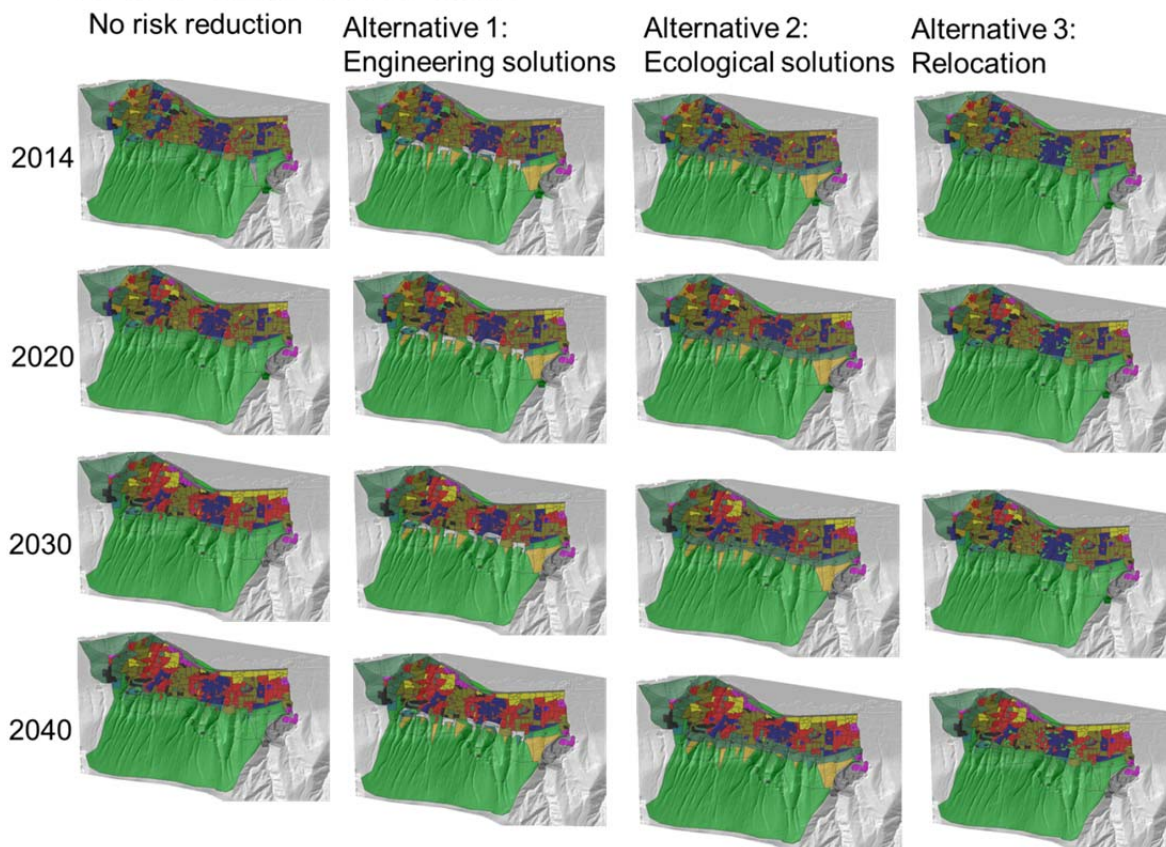 No risk reduction
Alternative 1:
Engineering solutions
Alternative 2:
Ecological solutions
Alternative 3:
Relocation
2014
2020
2030
2040